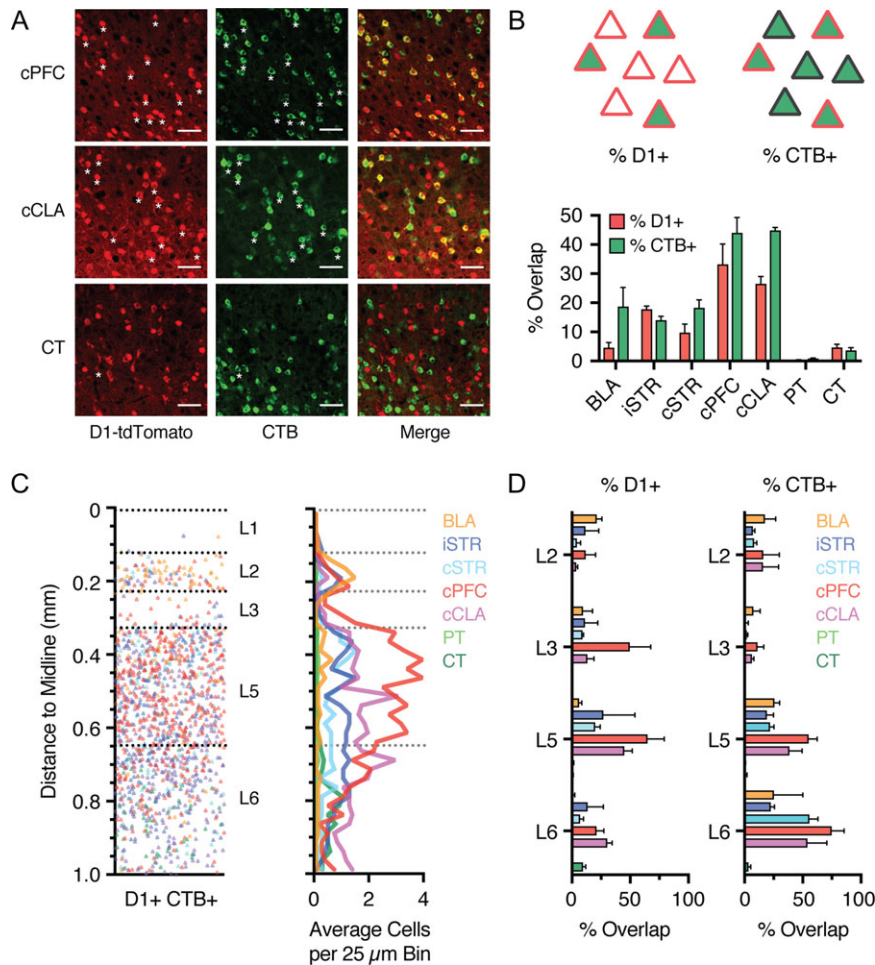 A
cPFC
cCLA
CT
D1-tdTomato
CTB
Merge
B
% D1+
% CTB+
% Overlap
50
40
30
20
10
0
% D1+
% CTB+
BLA
iSTR
cSTR
cPFC
cCLA
PT
CT
C
Distance to Midline (mm)
0
0.2
0.4
0.6
0.8
1.0
L1
L2
L3
L5
L6
D1+ CTB+
BLA
iSTR
cSTR
cPFC
cCLA
PT
CT
0 2 4
Average Cells
per 25 µm Bin
D
% D1+
L2
L3
L5
L6
BLA
iSTR
cSTR
cPFC
cCLA
PT
CT
0 50 100
% Overlap
% CTB+
L2
L3
L5
L6
0 50 100
% Overlap